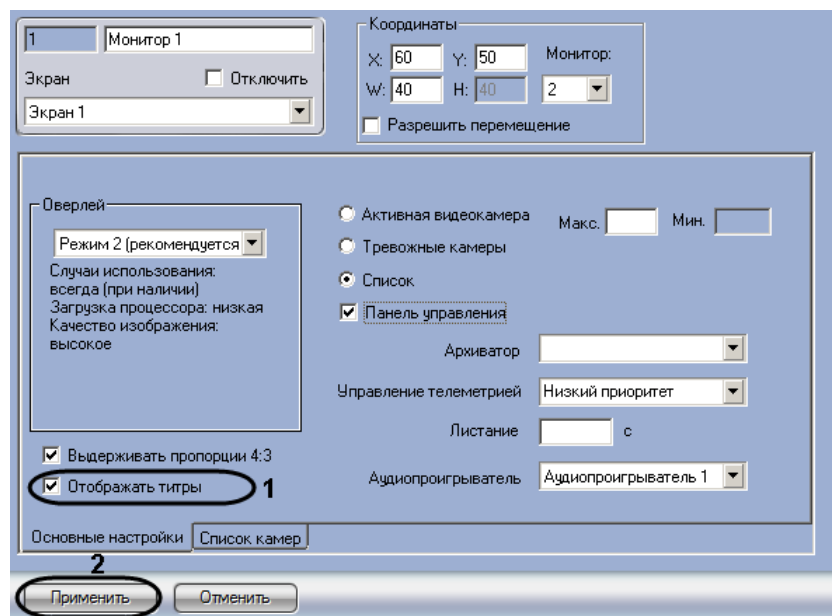 1
Монитор 1
Экран
Отключить
Экран 1
Координаты
X: 60 Y: 50 Монитор:
W: 40 H: 40 2
Разрешить перемещение
Оверлей
Режим 2 (рекомендуется
Случаи использования:
всегда (при наличии)
Загрузка процессора: низкая
Качество изображения:
высокое
Выдерживать пропорции 4:3
Отображать титры 1
Активная видеокамера Макс. Мин.
Тревожные камеры
Список
Панель управления
Архиватор
Управление телеметрией Низкий приоритет
Листание с
Аудиопроигрыватель Аудиопроигрыватель 1
Основные настройки Список камер
2
Применить Отменить